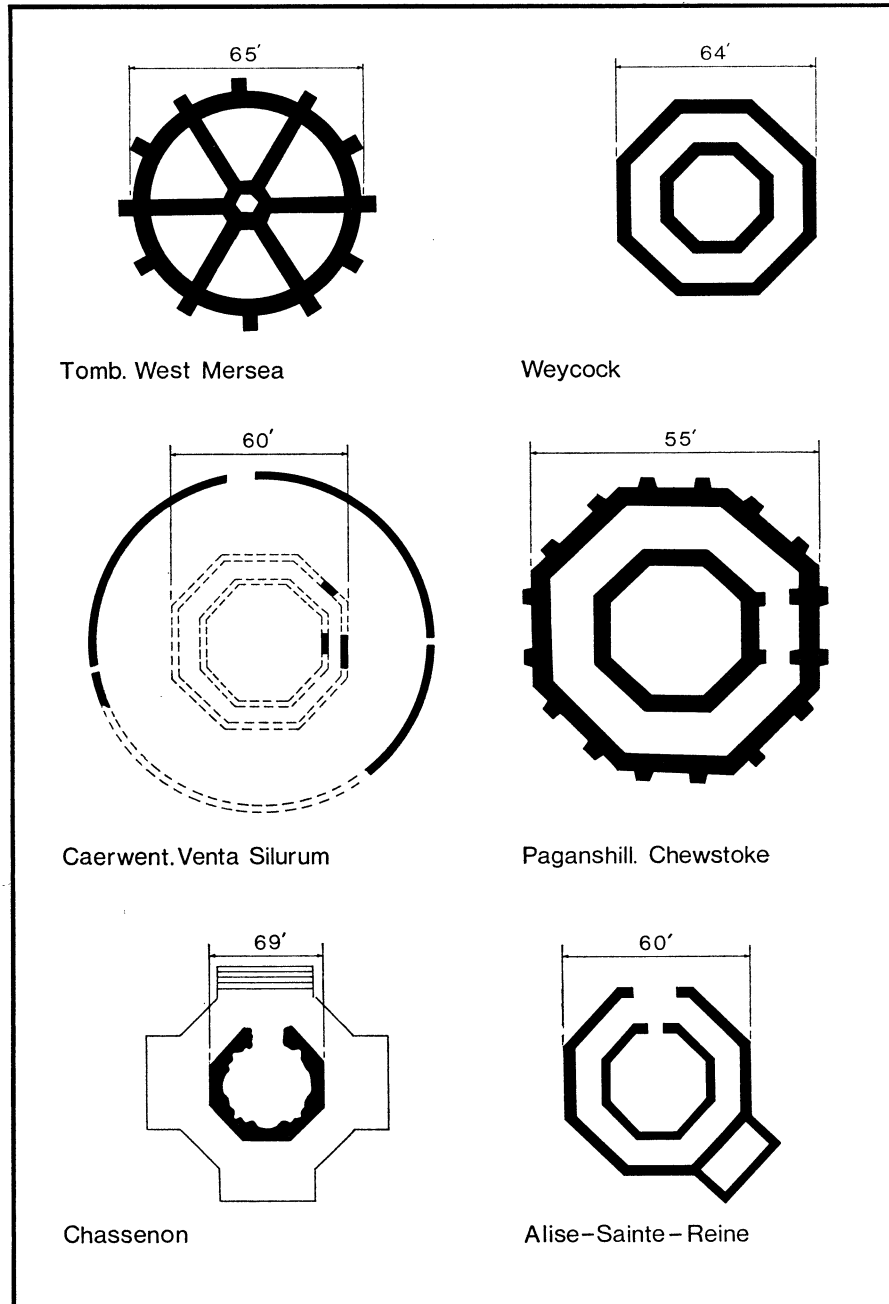 65′
64′
Tomb. West Mersea
Weycock
60′
55′
Caerwent. Venta Silurum
Paganshill. Chewstoke
69′
60′
Chassenon
Alise-Sainte-Reine